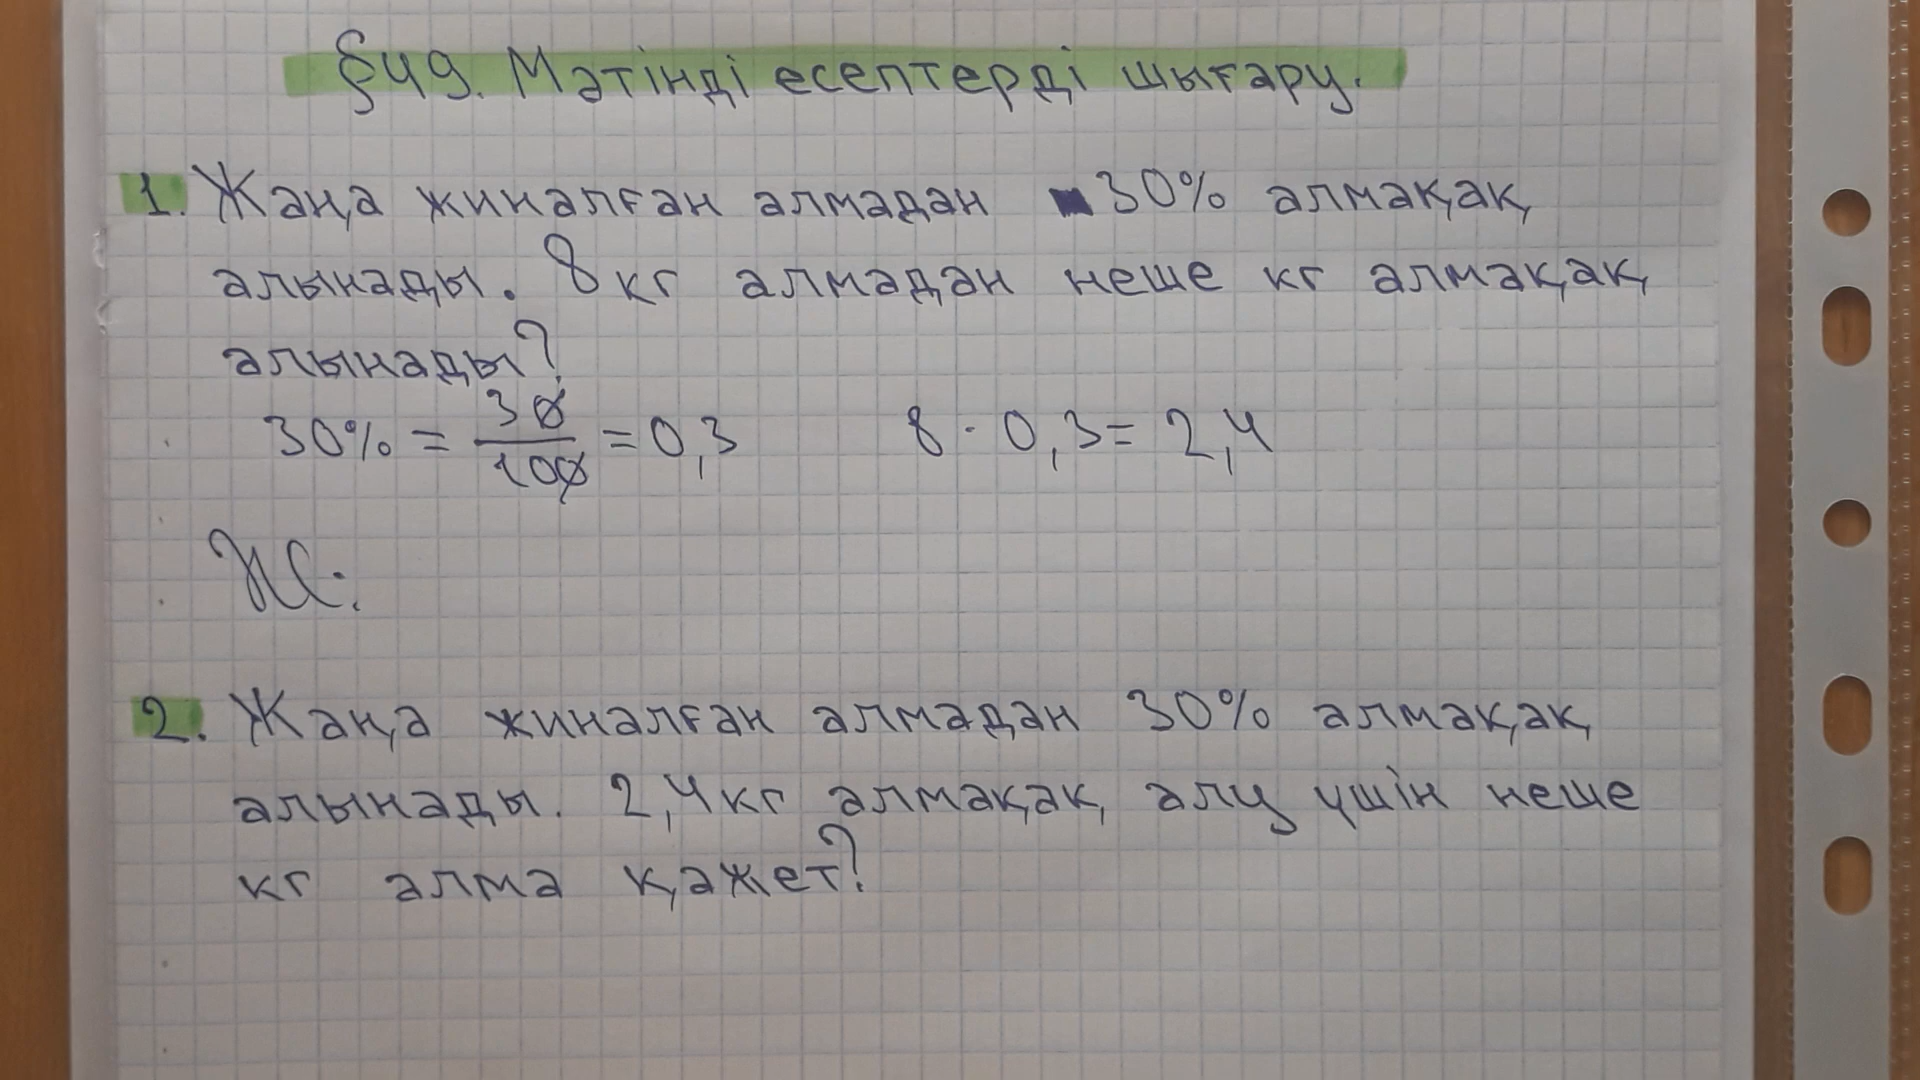 §49. Мәтінді есептерді шығару.
1. Жаңа жиналған алмадан 30% алмақақ
алынады. 8 кг алмадан неше кг алмақақ
алынады?
30% = 30/100 = 0,3 8 · 0,3 = 2,4
Ж:
2. Жаңа жиналған алмадан 30% алмақақ
алынады. 2,4 кг алмақақ алу үшін неше
кг алма қажет?